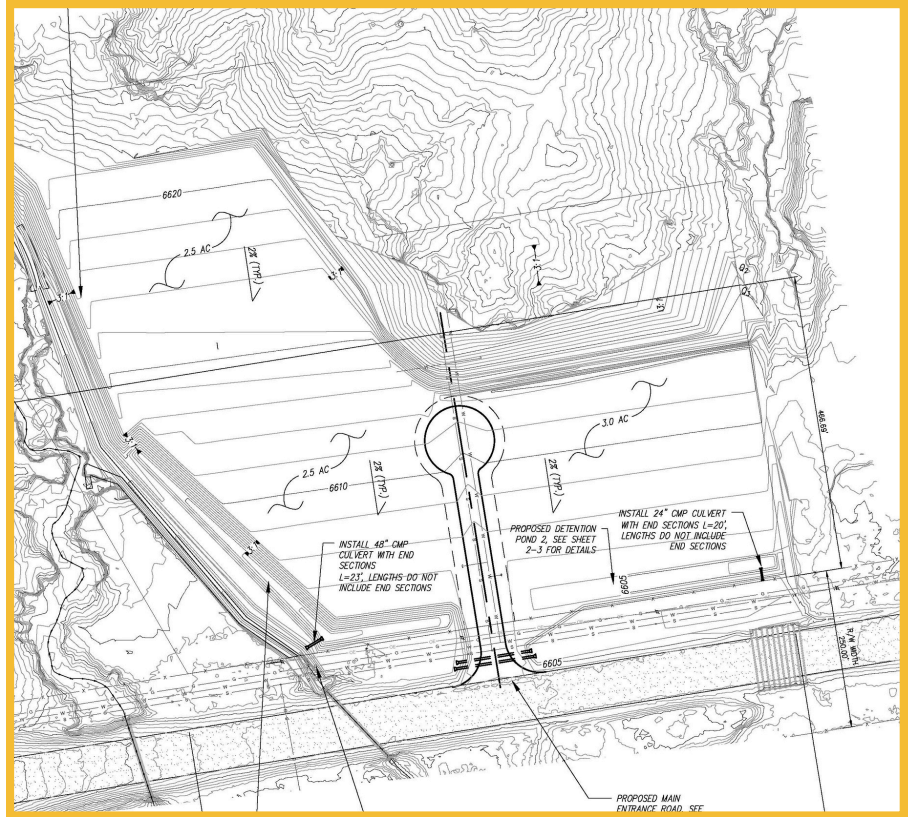 6620
2.5 AC
2% (TYP.)
3:1
3:1
3:1
Q2
Q3
3:1
466.69'
3.0 AC
2.5 AC
6610
2% (TYP.)
2% (TYP.)
3:1
INSTALL 24" CMP CULVERT
WITH END SECTIONS L=20',
LENGTHS DO NOT INCLUDE
END SECTIONS
PROPOSED DETENTION
POND 2, SEE SHEET
2-3 FOR DETAILS
INSTALL 48" CMP
CULVERT WITH END
SECTIONS
L=23', LENGTHS DO NOT
INCLUDE END SECTIONS
6605
6605
R/W WIDTH
250.00'
PROPOSED MAIN
ENTRANCE ROAD, SEE